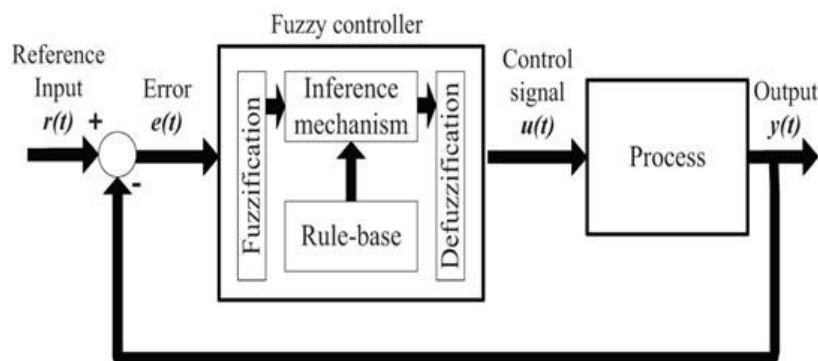 Fuzzy controller
Reference
Input
r(t)
+
-
Error
e(t)
Fuzzification
Inference
mechanism
Rule-base
Defuzzification
Control
signal
u(t)
Process
Output
y(t)